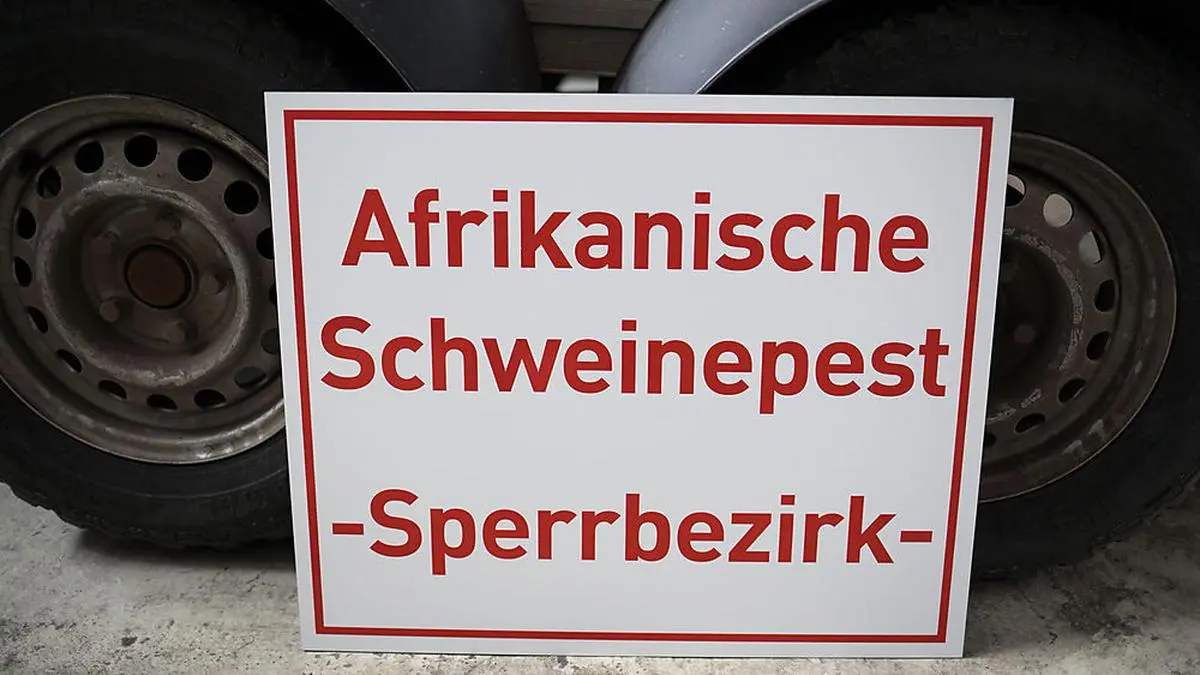 Afrikanische
Schweinepest
-Sperrbezirk-